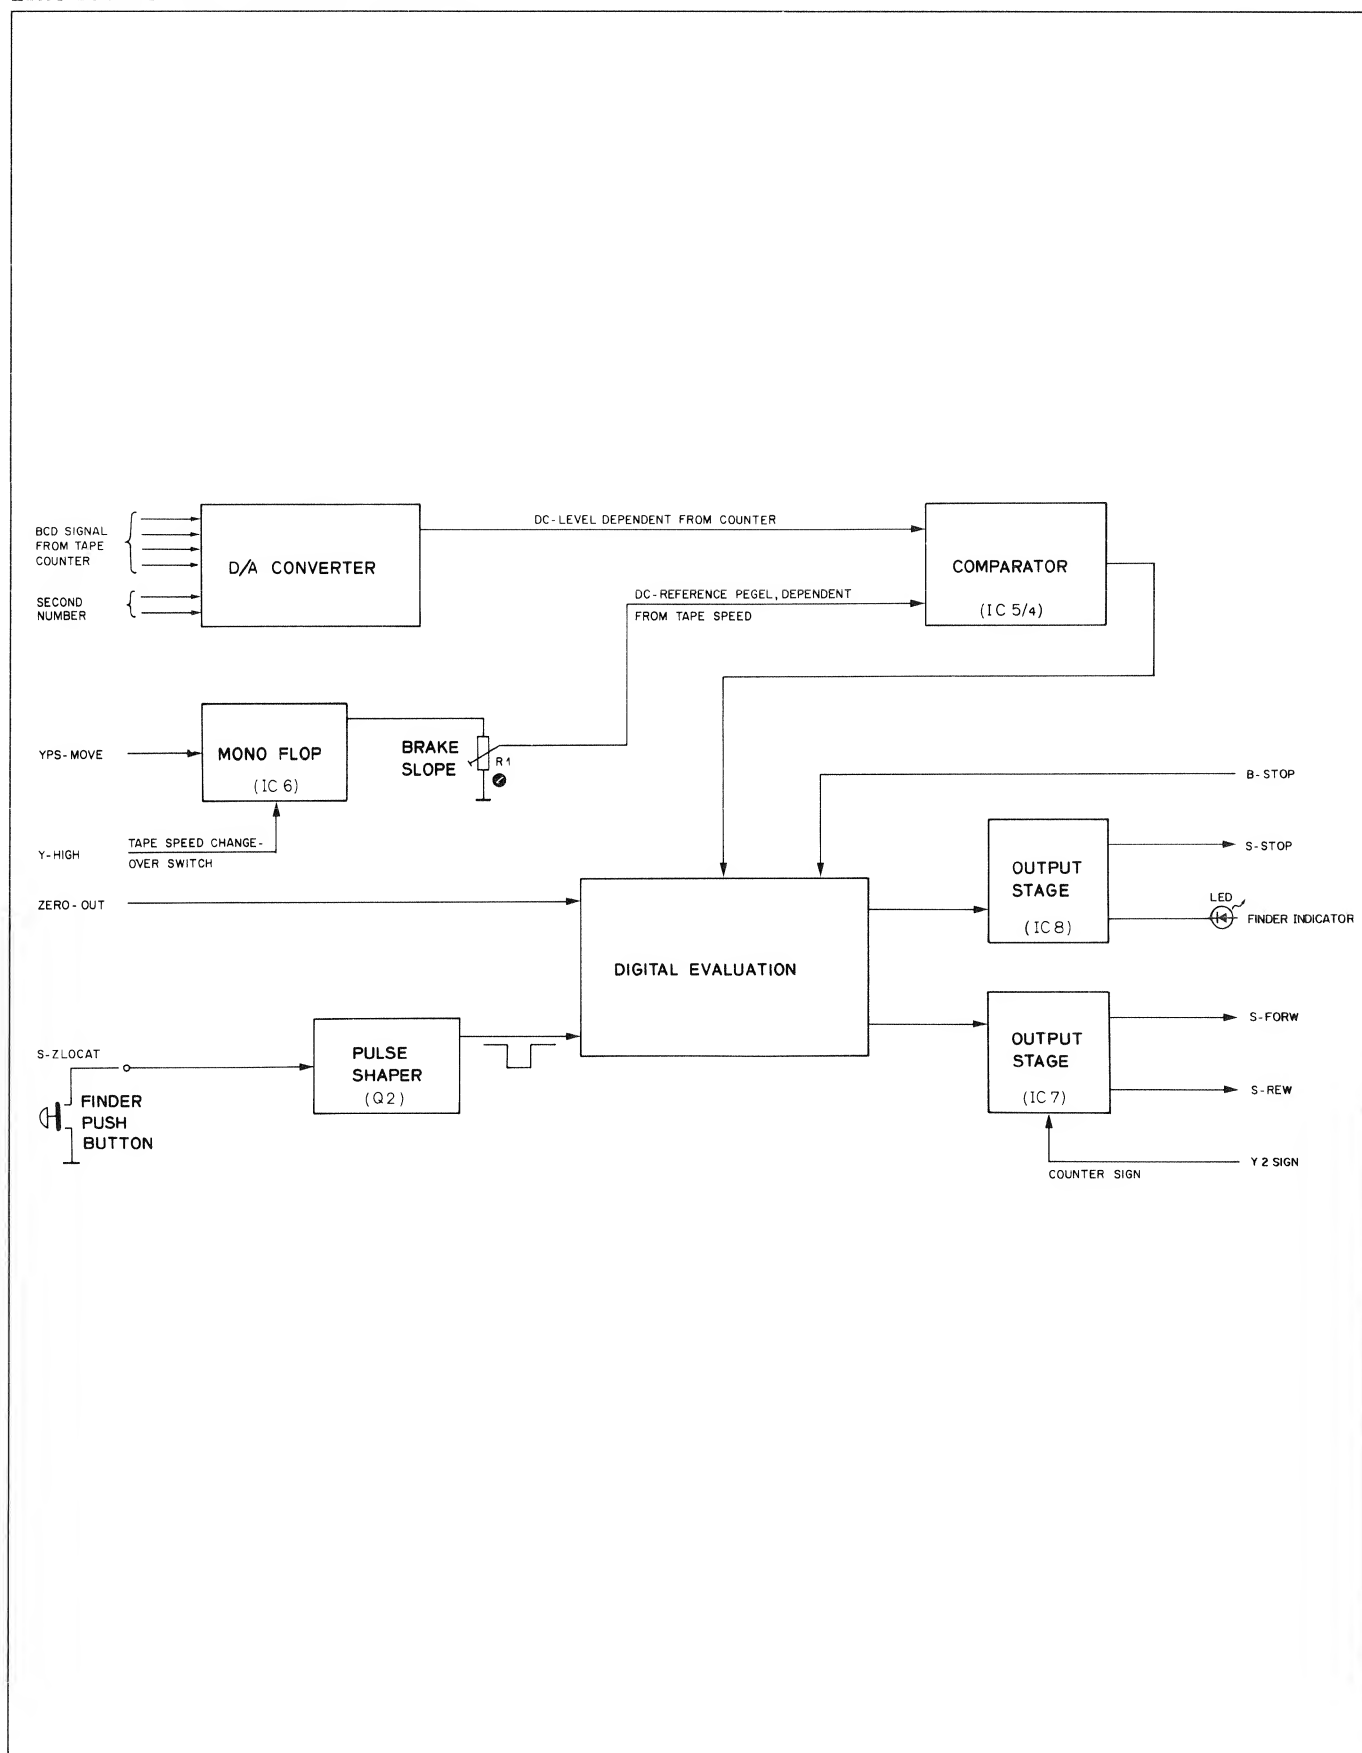 BCD SIGNAL
FROM TAPE
COUNTER
SECOND
NUMBER
D/A CONVERTER
DC-LEVEL DEPENDENT FROM COUNTER
DC-REFERENCE PEGEL, DEPENDENT
FROM TAPE SPEED
COMPARATOR
(IC 5/4)
YPS-MOVE
MONO FLOP
(IC 6)
BRAKE
SLOPE
R1
Y-HIGH
TAPE SPEED CHANGE-
OVER SWITCH
B-STOP
ZERO-OUT
DIGITAL EVALUATION
OUTPUT
STAGE
(IC 8)
S-STOP
LED
FINDER INDICATOR
S-ZLOCAT
FINDER
PUSH
BUTTON
PULSE
SHAPER
(Q2)
OUTPUT
STAGE
(IC 7)
S-FORW
S-REW
Y 2 SIGN
COUNTER SIGN